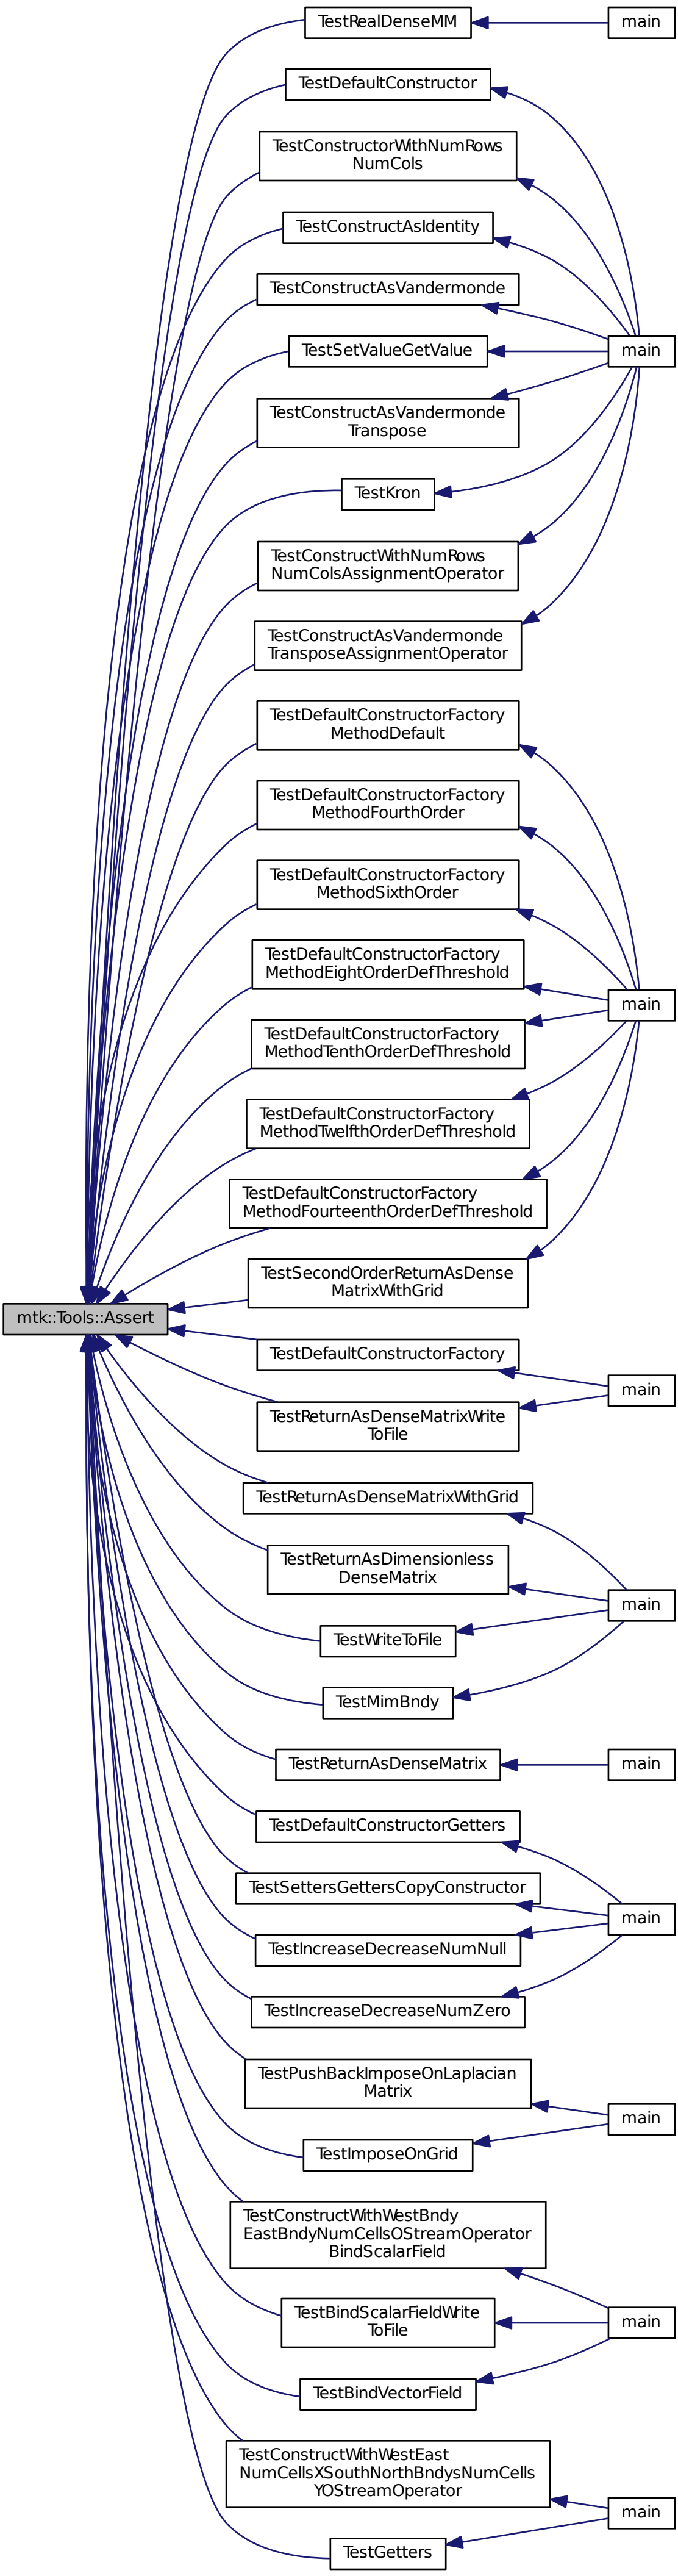 TestRealDenseMM
main
TestDefaultConstructor
TestConstructorWithNumRows
NumCols
TestConstructAsIdentity
TestConstructAsVandermonde
TestSetValueGetValue
main
TestConstructAsVandermonde
Transpose
TestKron
TestConstructWithNumRows
NumColsAssignmentOperator
TestConstructAsVandermonde
TransposeAssignmentOperator
TestDefaultConstructorFactory
MethodDefault
TestDefaultConstructorFactory
MethodFourthOrder
TestDefaultConstructorFactory
MethodSixthOrder
TestDefaultConstructorFactory
MethodEightOrderDefThreshold
main
TestDefaultConstructorFactory
MethodTenthOrderDefThreshold
TestDefaultConstructorFactory
MethodTwelfthOrderDefThreshold
TestDefaultConstructorFactory
MethodFourteenthOrderDefThreshold
TestSecondOrderReturnAsDense
MatrixWithGrid
mtk::Tools::Assert
TestDefaultConstructorFactory
main
TestReturnAsDenseMatrixWrite
ToFile
TestReturnAsDenseMatrixWithGrid
TestReturnAsDimensionless
DenseMatrix
main
TestWriteToFile
TestMimBndy
TestReturnAsDenseMatrix
main
TestDefaultConstructorGetters
TestSettersGettersCopyConstructor
main
TestIncreaseDecreaseNumNull
TestIncreaseDecreaseNumZero
TestPushBackImposeOnLaplacian
Matrix
main
TestImposeOnGrid
TestConstructWithWestBndy
EastBndyNumCellsOStreamOperator
BindScalarField
TestBindScalarFieldWrite
ToFile
main
TestBindVectorField
TestConstructWithWestEast
NumCellsXSouthNorthBndysNumCells
YOStreamOperator
main
TestGetters